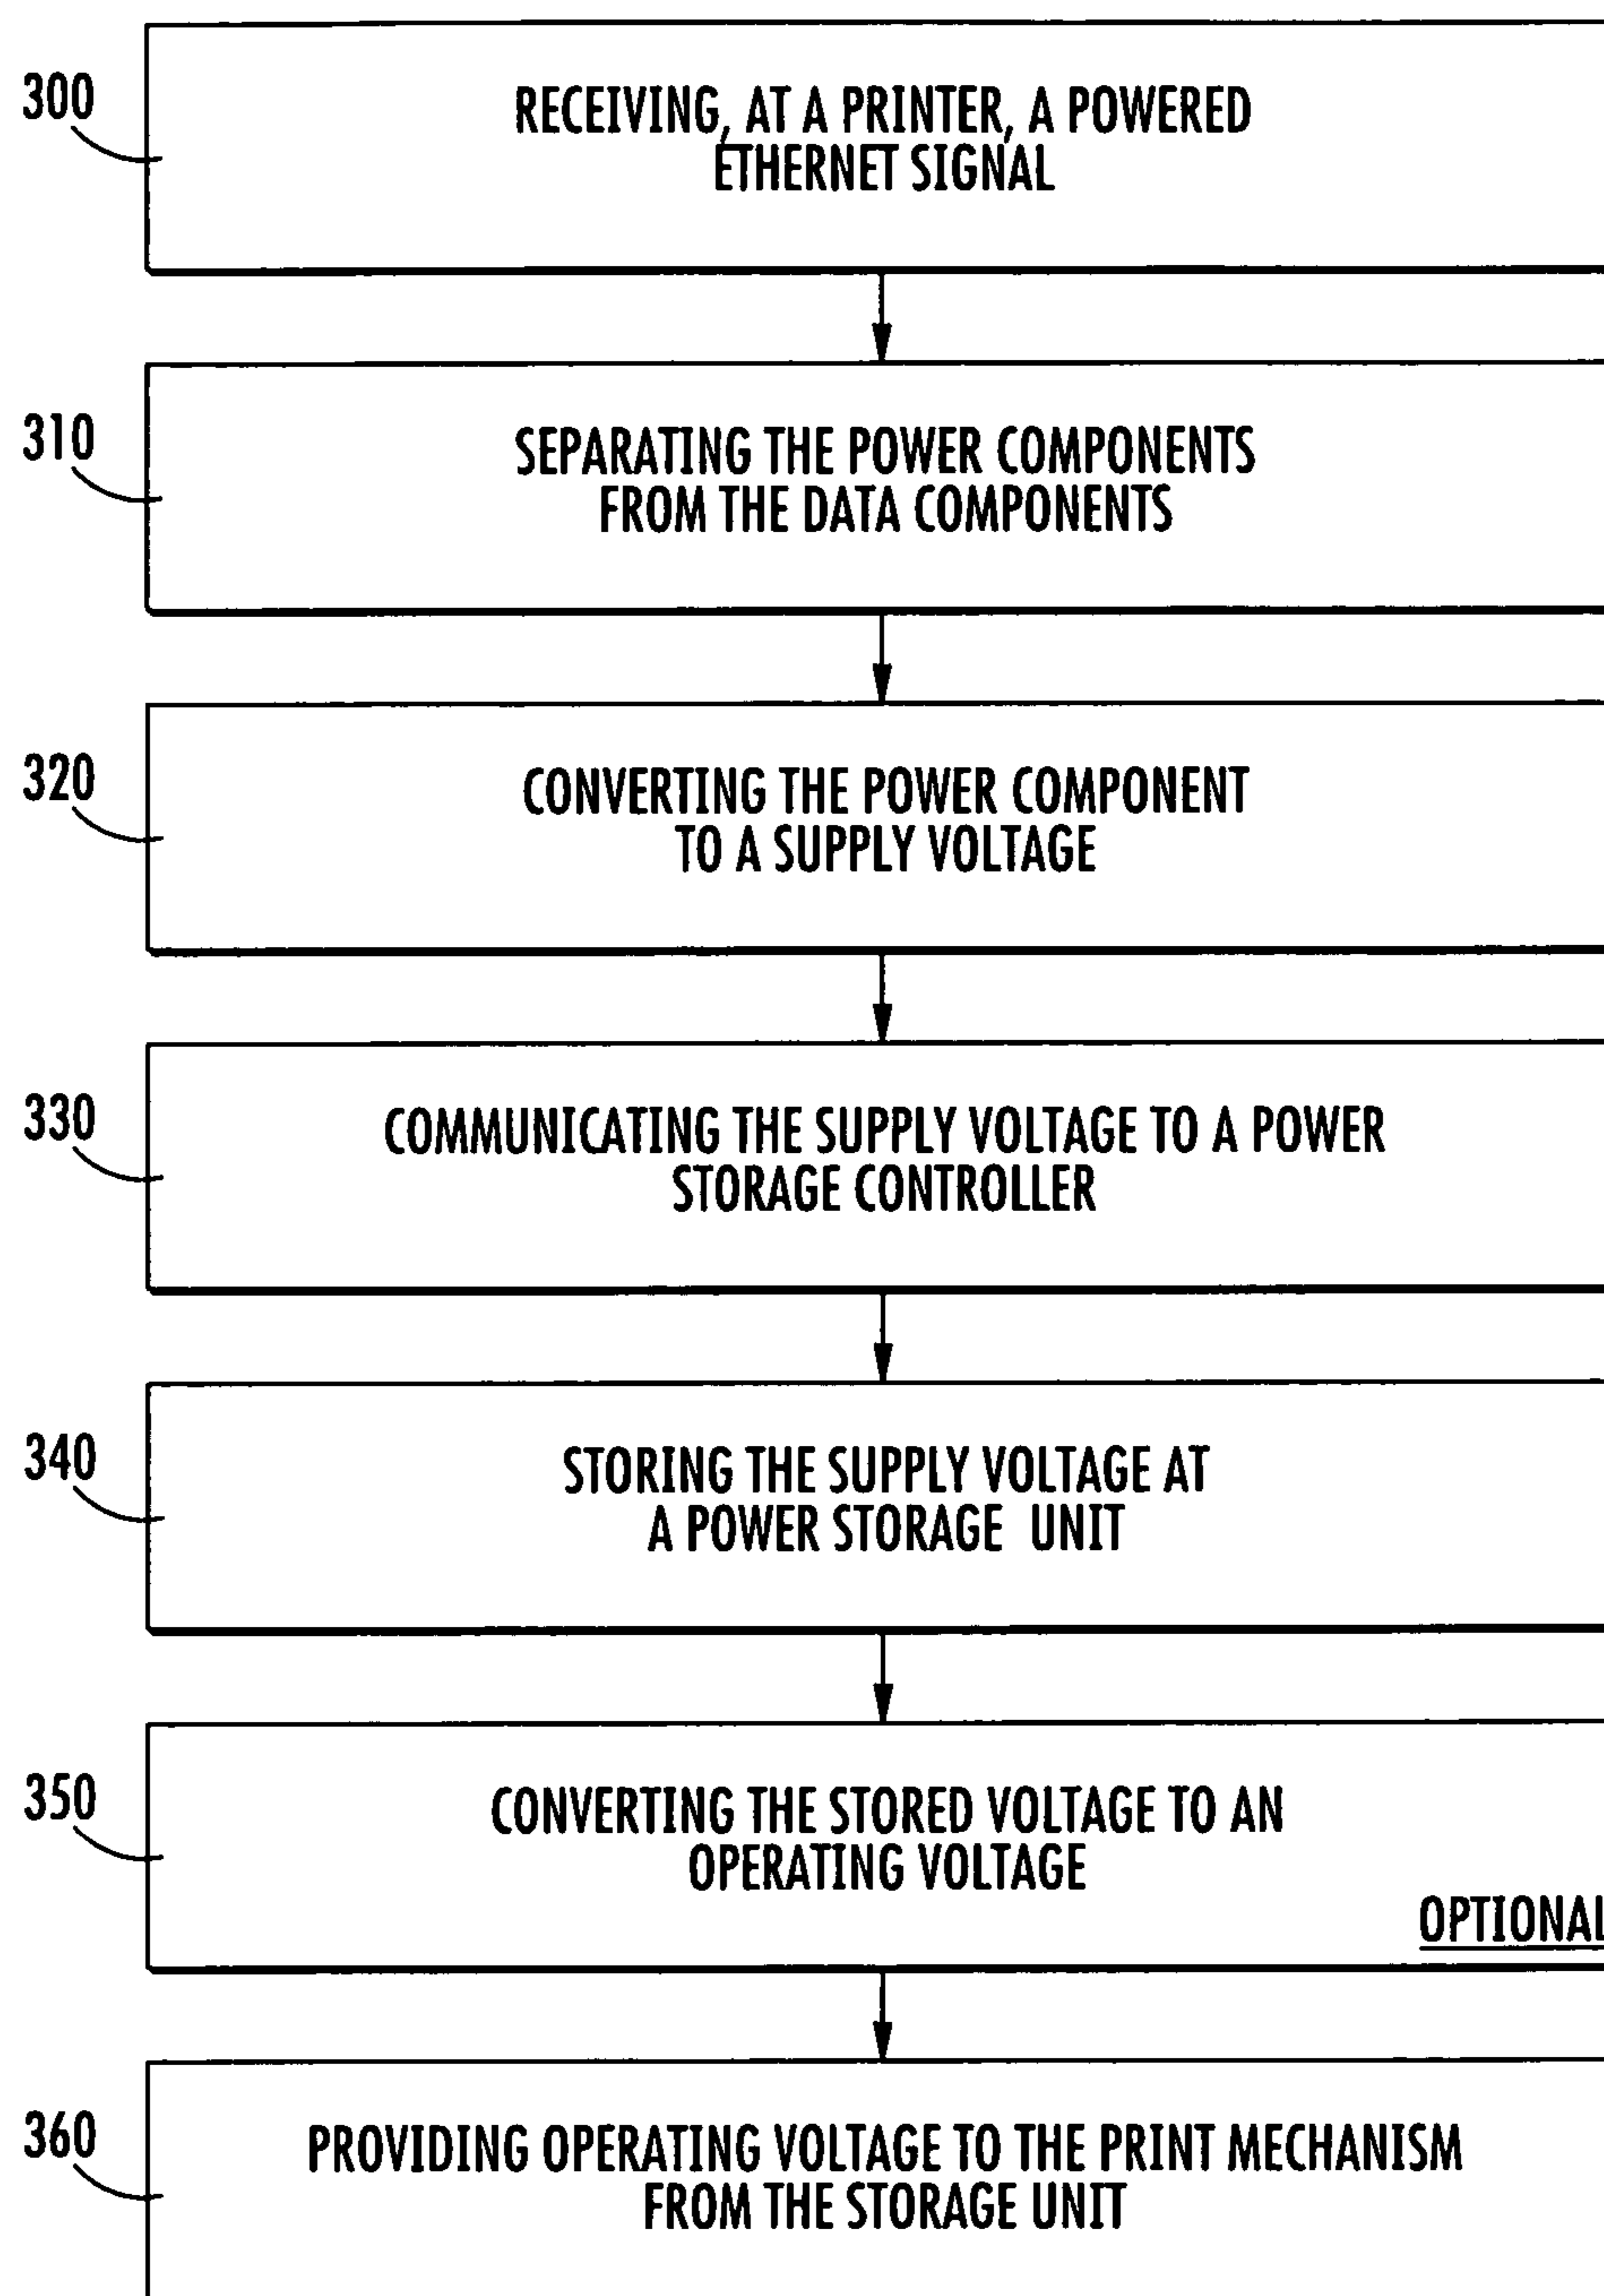 300
RECEIVING, AT A PRINTER, A POWERED
ETHERNET SIGNAL
310
SEPARATING THE POWER COMPONENTS
FROM THE DATA COMPONENTS
320
CONVERTING THE POWER COMPONENT
TO A SUPPLY VOLTAGE
330
COMMUNICATING THE SUPPLY VOLTAGE TO A POWER
STORAGE CONTROLLER
340
STORING THE SUPPLY VOLTAGE AT
A POWER STORAGE UNIT
350
CONVERTING THE STORED VOLTAGE TO AN
OPERATING VOLTAGE
OPTIONAL
360
PROVIDING OPERATING VOLTAGE TO THE PRINT MECHANISM
FROM THE STORAGE UNIT